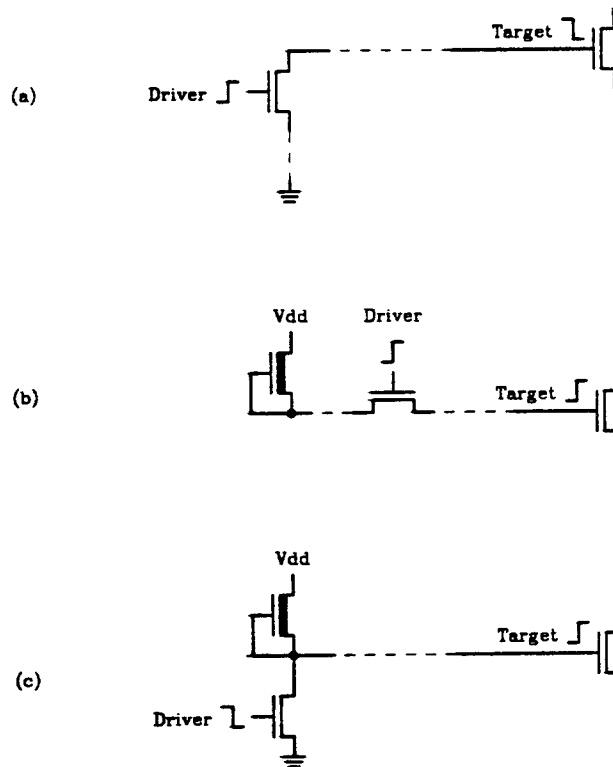 Target
(a)
Driver
Vdd
Driver
(b)
Target
Vdd
Target
(c)
Driver